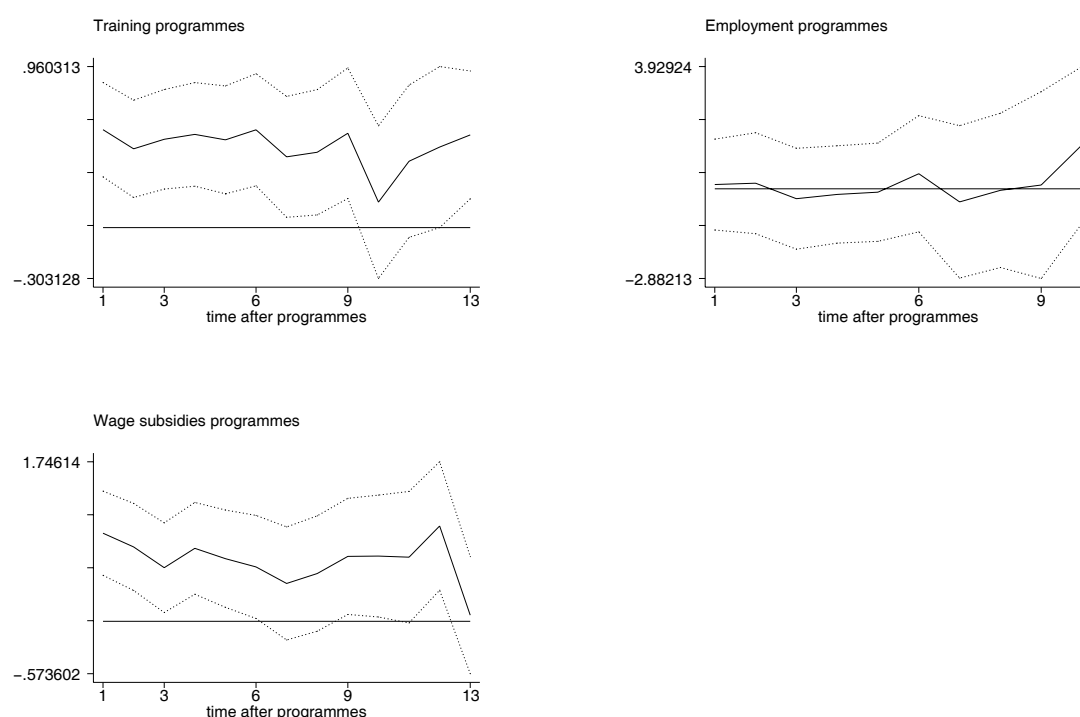 Training programmes
.960313
−.303128
1 3 6 9 13
time after programmes
Employment programmes
3.92924
−2.88213
1 3 6 9
time after programmes
Wage subsidies programmes
1.74614
−.573602
1 3 6 9 13
time after programmes